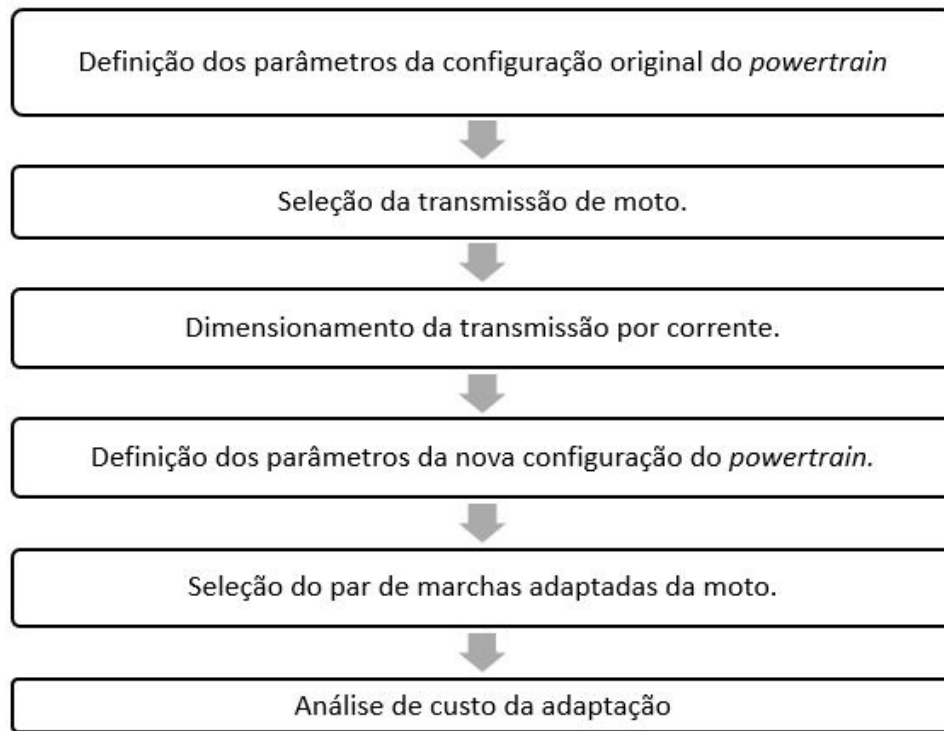 Definição dos parâmetros da configuração original do powertrain
Seleção da transmissão de moto.
Dimensionamento da transmissão por corrente.
Definição dos parâmetros da nova configuração do powertrain.
Seleção do par de marchas adaptadas da moto.
Análise de custo da adaptação